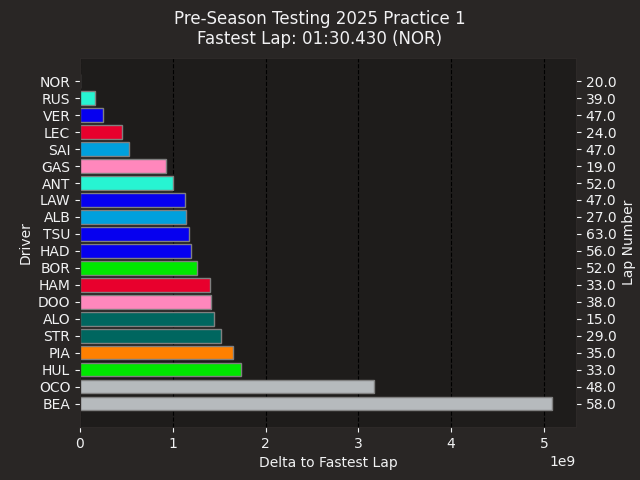 Pre-Season Testing 2025 Practice 1
Fastest Lap: 01:30.430 (NOR)
NOR 20.0
RUS 39.0
VER 47.0
LEC 24.0
SAI 47.0
GAS 19.0
ANT 52.0
LAW 47.0
ALB 27.0
TSU 63.0
HAD 56.0
BOR 52.0
HAM 33.0
DOO 38.0
ALO 15.0
STR 29.0
PIA 35.0
HUL 33.0
OCO 48.0
BEA 58.0
Driver
Lap Number
0 1 2 3 4 5
1e9
Delta to Fastest Lap